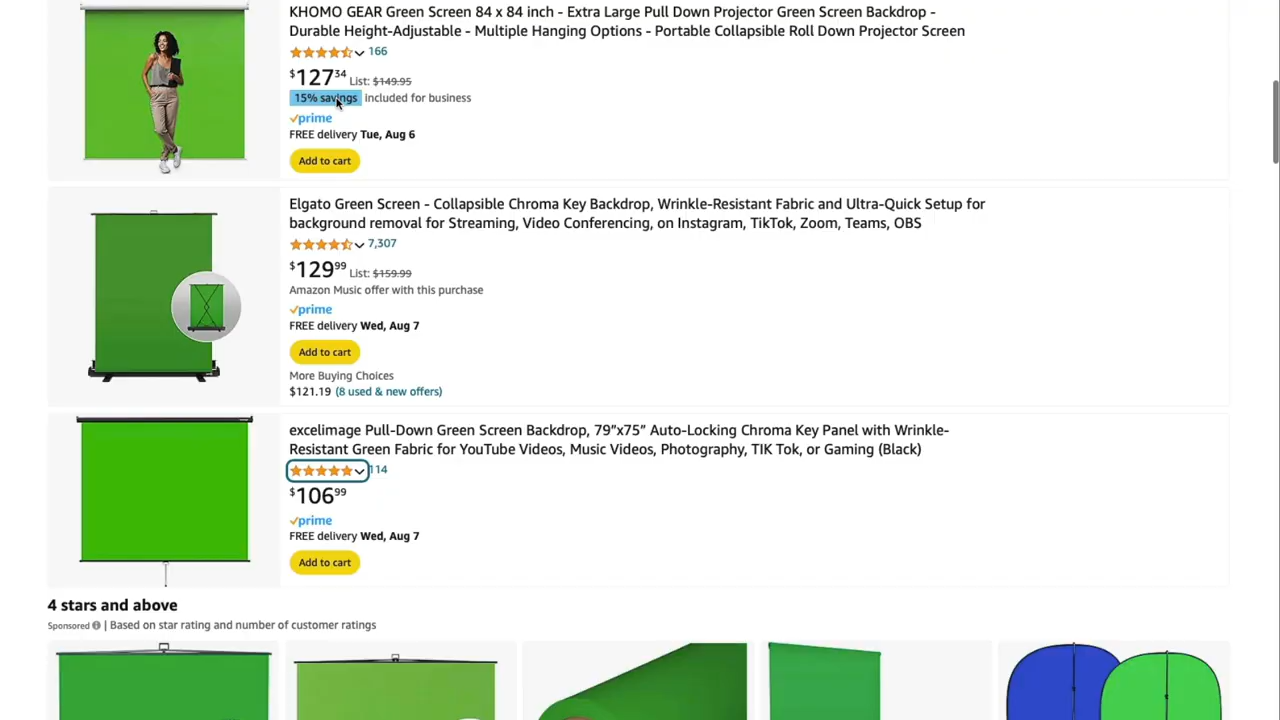 KHOMO GEAR Green Screen 84 x 84 inch - Extra Large Pull Down Projector Green Screen Backdrop -
Durable Height-Adjustable - Multiple Hanging Options - Portable Collapsible Roll Down Projector Screen
166
$127.34 List: $149.95
15% savings included for business
prime
FREE delivery Tue, Aug 6
Add to cart
Elgato Green Screen - Collapsible Chroma Key Backdrop, Wrinkle-Resistant Fabric and Ultra-Quick Setup for
background removal for Streaming, Video Conferencing, on Instagram, TikTok, Zoom, Teams, OBS
7,307
$12999 List: $159.99
Amazon Music offer with this purchase
prime
FREE delivery Wed, Aug 7
Add to cart
More Buying Choices
$121.19 (8 used & new offers)
excelimage Pull-Down Green Screen Backdrop, 79"x75" Auto-Locking Chroma Key Panel with Wrinkle-
Resistant Green Fabric for YouTube Videos, Music Videos, Photography, TIK Tok, or Gaming (Black)
114
$10699
prime
FREE delivery Wed, Aug 7
Add to cart
4 stars and above
Sponsored | Based on star rating and number of customer ratings